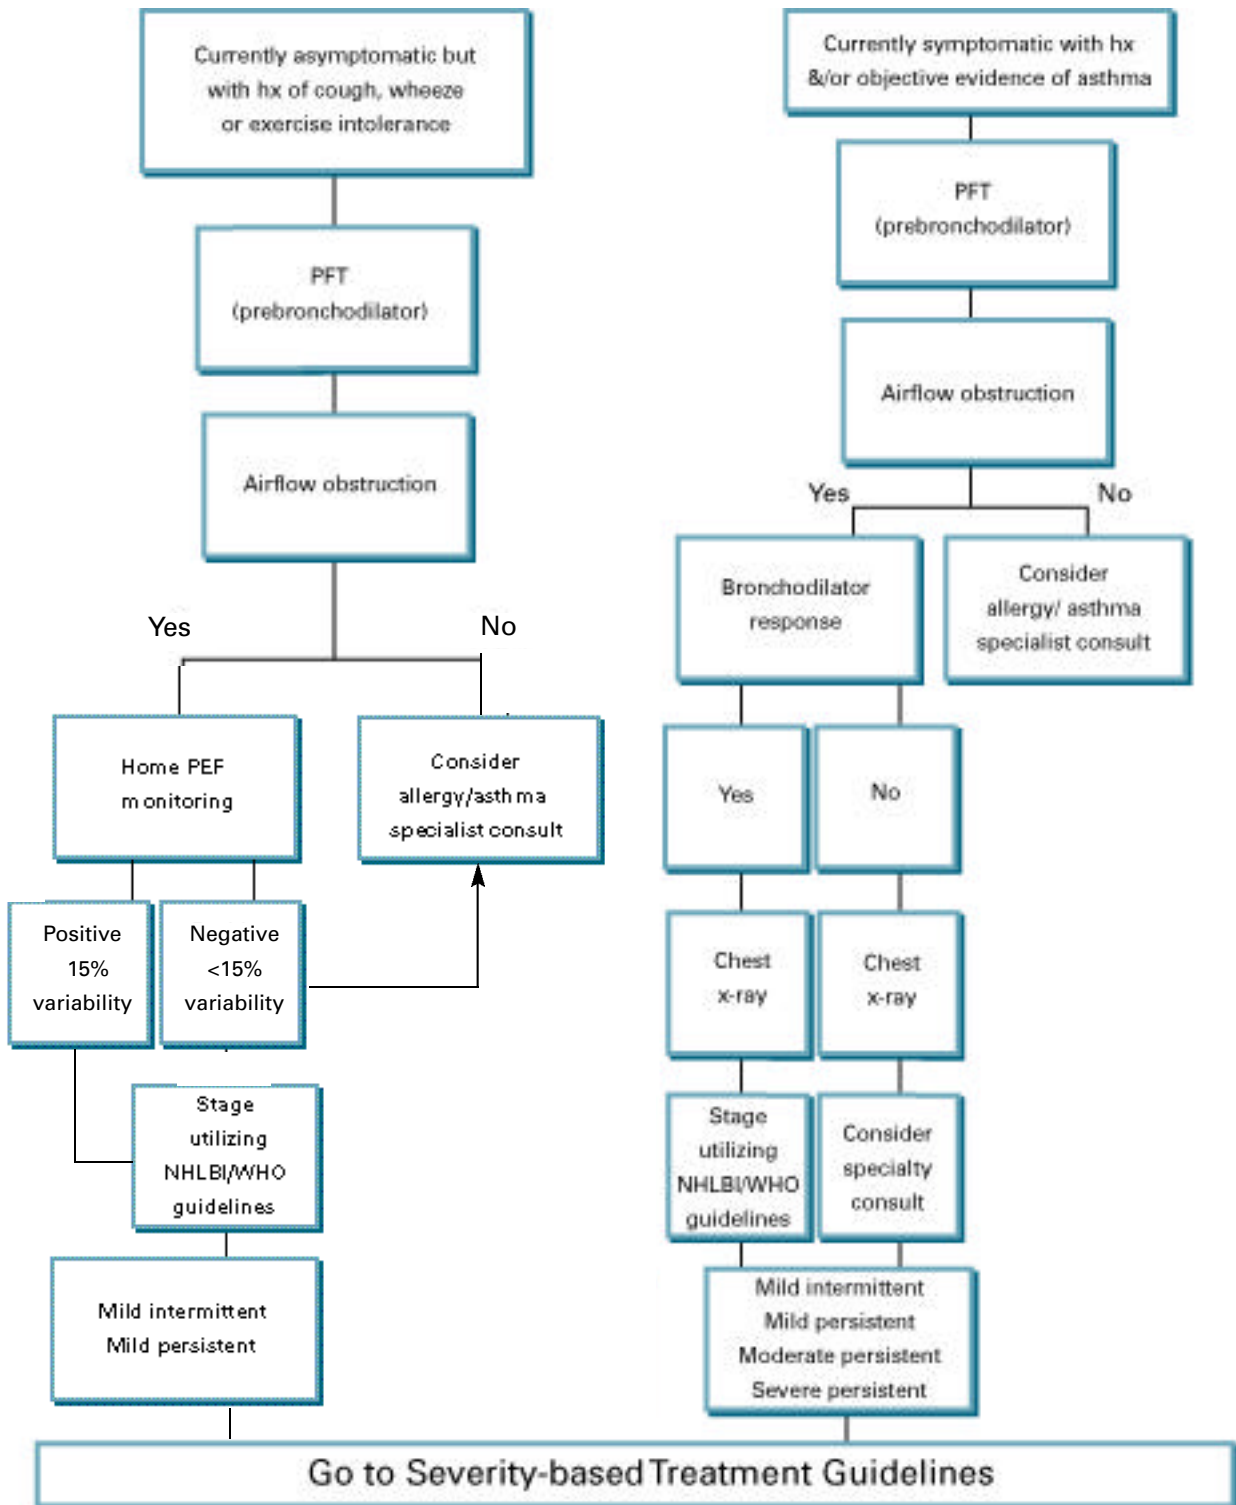 Currently asymptomatic but
with hx of cough, wheeze
or exercise intolerance
PFT
(prebronchodilator)
Airflow obstruction
Yes
No
Home PEF
monitoring
Consider
allergy/asthma
specialist consult
Positive
15%
variability
Negative
<15%
variability
Stage
utilizing
NHLBI/WHO
guidelines
Mild intermittent
Mild persistent
Currently symptomatic with hx
&/or objective evidence of asthma
PFT
(prebronchodilator)
Airflow obstruction
Yes
No
Bronchodilator
response
Consider
allergy/ asthma
specialist consult
Yes
No
Chest
x-ray
Chest
x-ray
Stage
utilizing
NHLBI/WHO
guidelines
Consider
specialty
consult
Mild intermittent
Mild persistent
Moderate persistent
Severe persistent
Go to Severity-based Treatment Guidelines